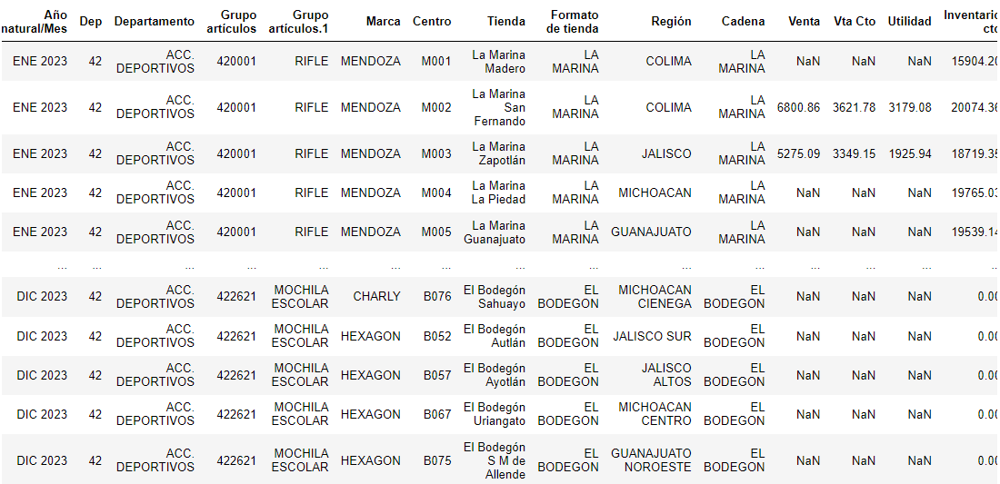 Año natural/Mes Dep Departamento Grupo artículos Grupo artículos.1 Marca Centro Tienda Formato de tienda Región Cadena Venta Vta Cto Utilidad Inventario cto
ENE 2023 42 ACC. DEPORTIVOS 420001 RIFLE MENDOZA M001 La Marina Madero LA MARINA COLIMA LA MARINA NaN NaN NaN 15904.20
ENE 2023 42 ACC. DEPORTIVOS 420001 RIFLE MENDOZA M002 La Marina San Fernando LA MARINA COLIMA LA MARINA 6800.86 3621.78 3179.08 20074.36
ENE 2023 42 ACC. DEPORTIVOS 420001 RIFLE MENDOZA M003 La Marina Zapotlán LA MARINA JALISCO LA MARINA 5275.09 3349.15 1925.94 18719.35
ENE 2023 42 ACC. DEPORTIVOS 420001 RIFLE MENDOZA M004 La Marina La Piedad LA MARINA MICHOACAN LA MARINA NaN NaN NaN 19765.03
ENE 2023 42 ACC. DEPORTIVOS 420001 RIFLE MENDOZA M005 La Marina Guanajuato LA MARINA GUANAJUATO LA MARINA NaN NaN NaN 19539.14
... ... ... ... ... ... ... ... ... ... ... ... ... ... ...
DIC 2023 42 ACC. DEPORTIVOS 422621 MOCHILA ESCOLAR CHARLY B076 El Bodegón Sahuayo EL BODEGON MICHOACAN CIENEGA EL BODEGON NaN NaN NaN 0.00
DIC 2023 42 ACC. DEPORTIVOS 422621 MOCHILA ESCOLAR HEXAGON B052 El Bodegón Autlán EL BODEGON JALISCO SUR EL BODEGON NaN NaN NaN 0.00
DIC 2023 42 ACC. DEPORTIVOS 422621 MOCHILA ESCOLAR HEXAGON B057 El Bodegón Ayotlán EL BODEGON JALISCO ALTOS EL BODEGON NaN NaN NaN 0.00
DIC 2023 42 ACC. DEPORTIVOS 422621 MOCHILA ESCOLAR HEXAGON B067 El Bodegón Uriangato EL BODEGON MICHOACAN CENTRO EL BODEGON NaN NaN NaN 0.00
DIC 2023 42 ACC. DEPORTIVOS 422621 MOCHILA ESCOLAR HEXAGON B075 El Bodegón S M de Allende EL BODEGON GUANAJUATO NOROESTE EL BODEGON NaN NaN NaN 0.00